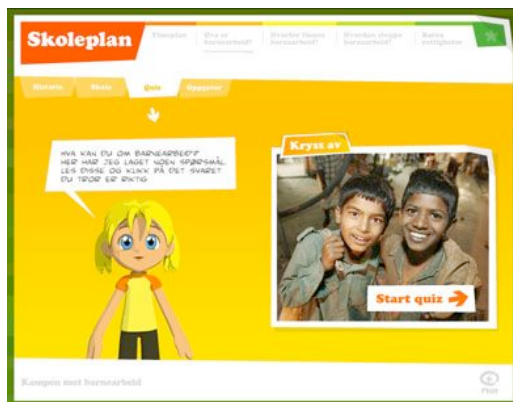 Skoleplan
Timeplan
Hva er
barnearbeid?
Hvorfor finnes
barnearbeid?
Hvordan stoppe
barnearbeid?
Barns
rettigheter
Historie
Skole
Quiz
Oppgaver
HVA KAN DU OM BARNEARBEID?
HER HAR JEG LAGET NOEN SPØRSMÅL.
LES DISSE OG KLIKK PÅ DET SVARET
DU TROR ER RIKTIG
Kryss av
Start quiz
Kampen mot barnearbeid